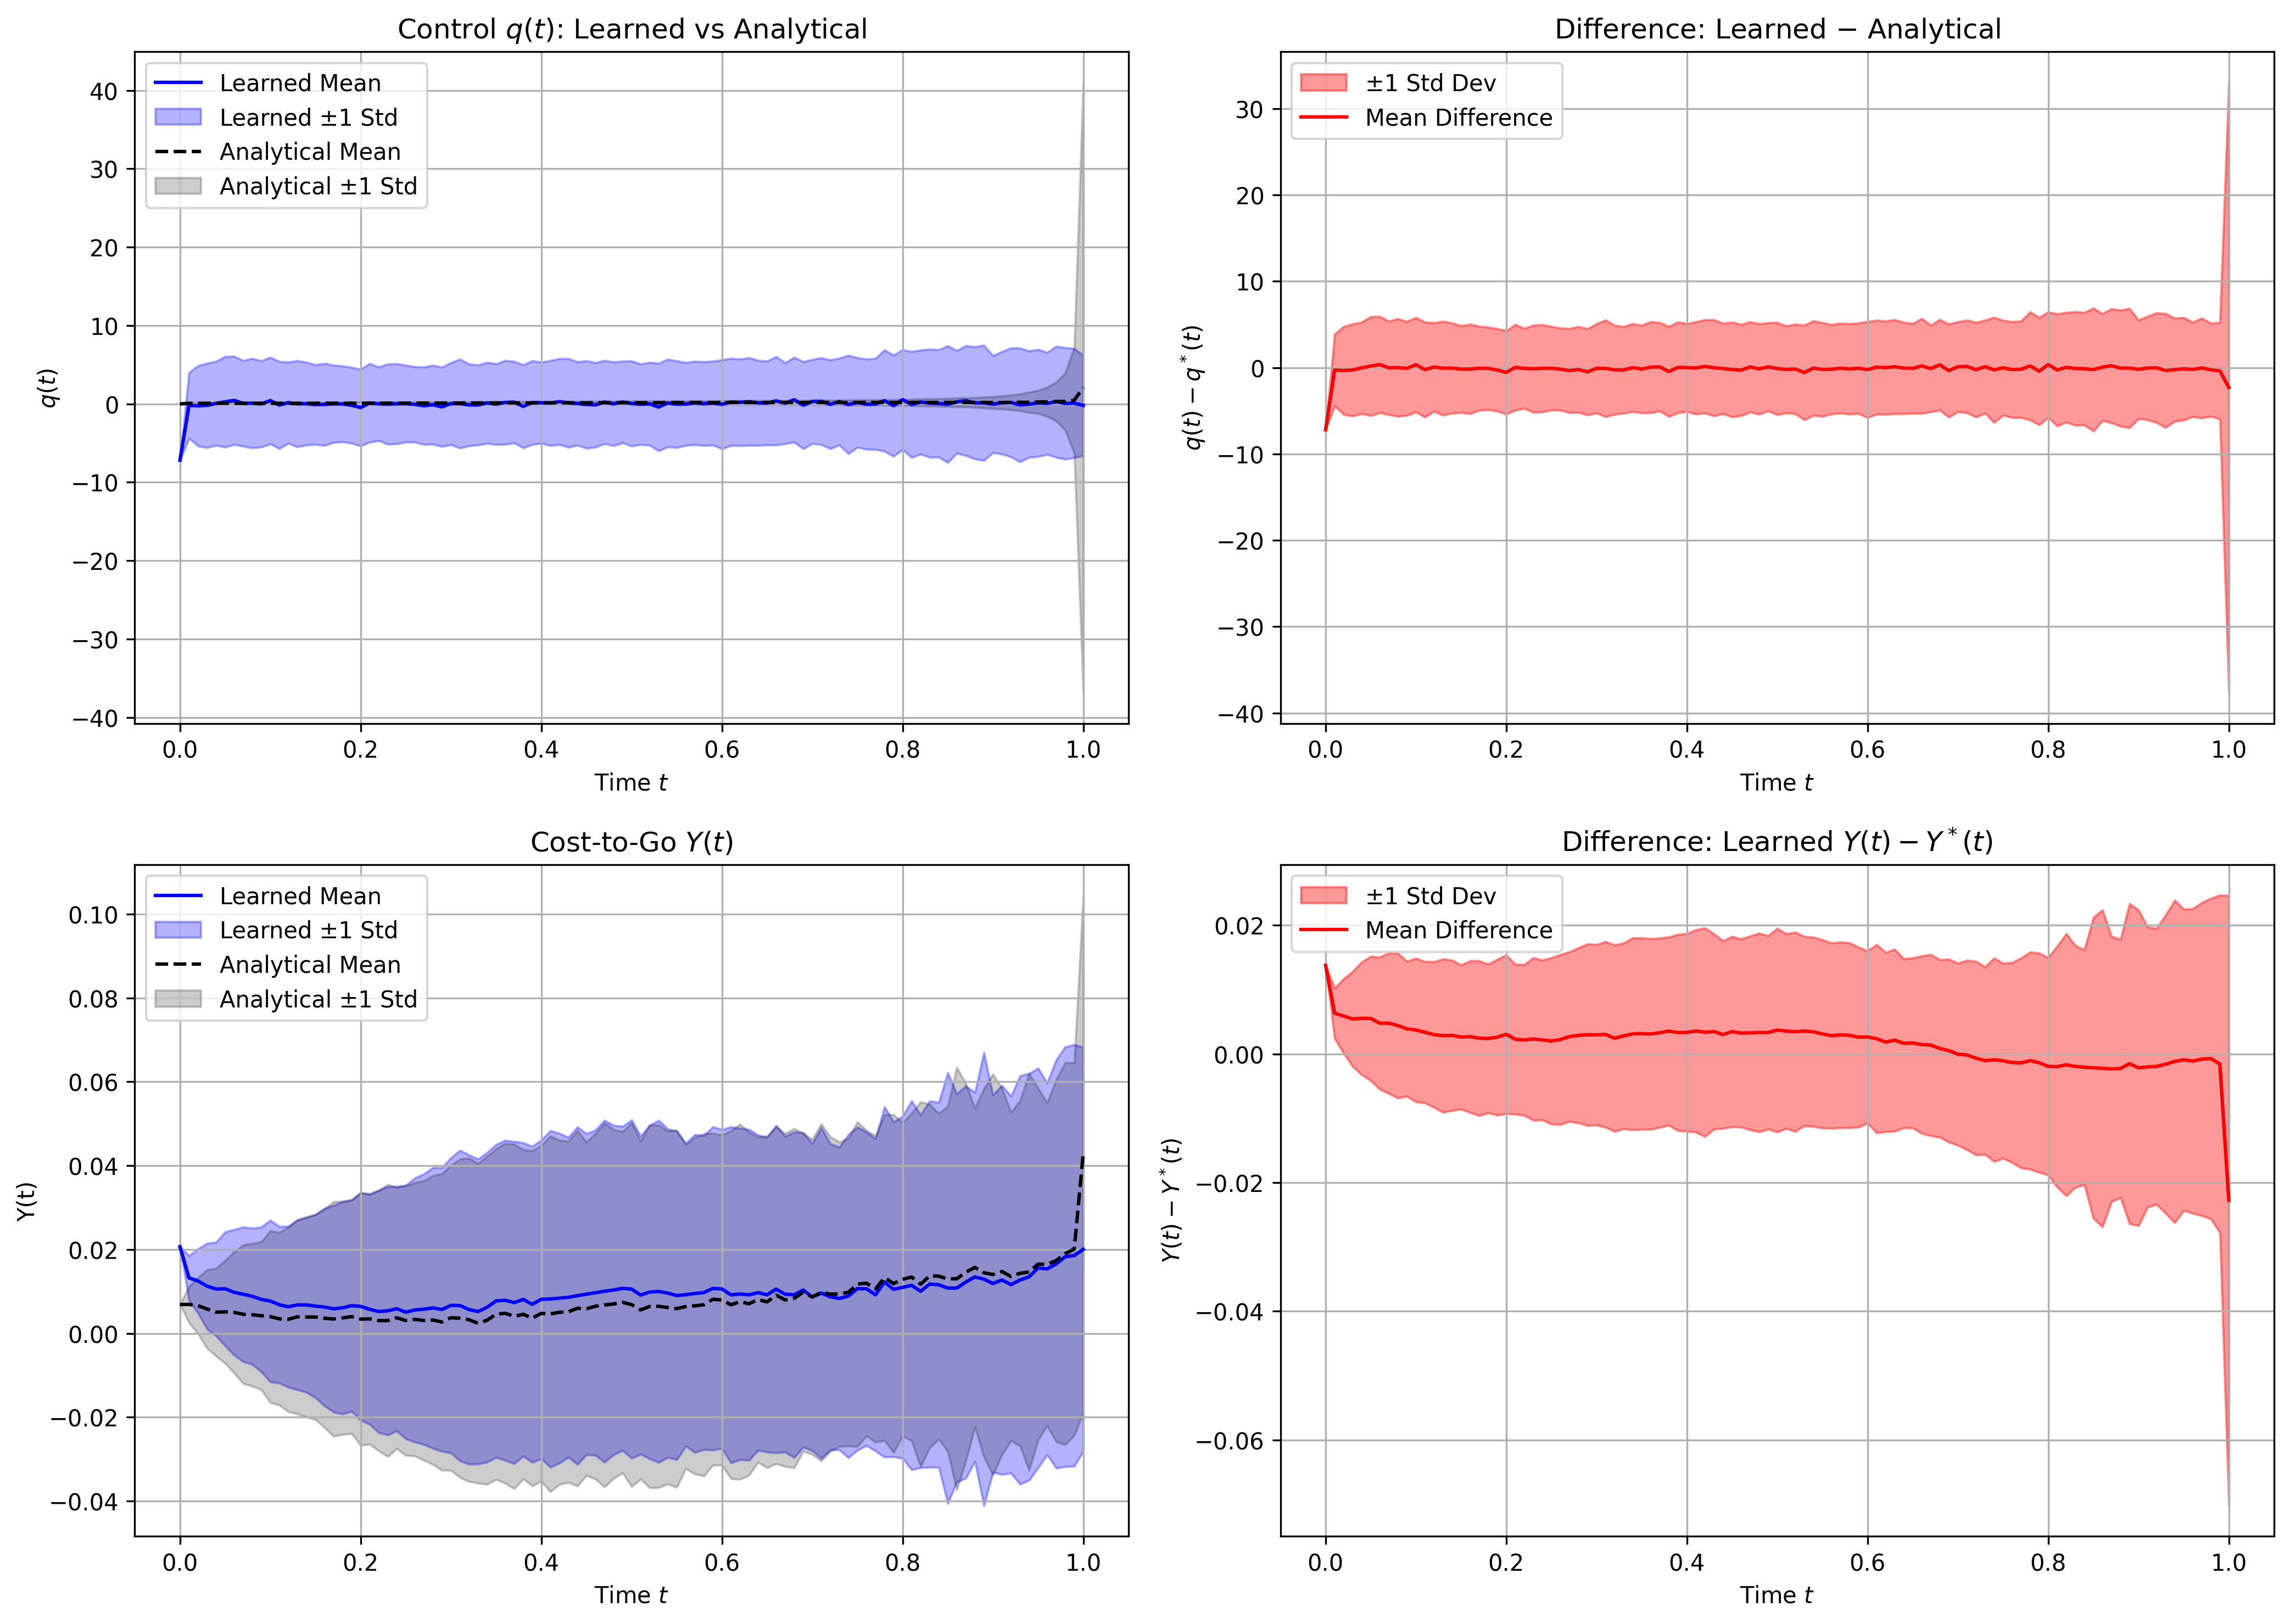 Control q(t): Learned vs Analytical
Learned Mean
Learned ±1 Std
Analytical Mean
Analytical ±1 Std
40
30
20
10
0
−10
−20
−30
−40
q(t)
0.0 0.2 0.4 0.6 0.8 1.0
Time t
Difference: Learned − Analytical
±1 Std Dev
Mean Difference
30
20
10
0
−10
−20
−30
−40
q(t) − q*(t)
0.0 0.2 0.4 0.6 0.8 1.0
Time t
Cost-to-Go Y(t)
Learned Mean
Learned ±1 Std
Analytical Mean
Analytical ±1 Std
0.10
0.08
0.06
0.04
0.02
0.00
−0.02
−0.04
Y(t)
0.0 0.2 0.4 0.6 0.8 1.0
Time t
Difference: Learned Y(t) − Y*(t)
±1 Std Dev
Mean Difference
0.02
0.00
−0.02
−0.04
−0.06
Y(t) − Y*(t)
0.0 0.2 0.4 0.6 0.8 1.0
Time t